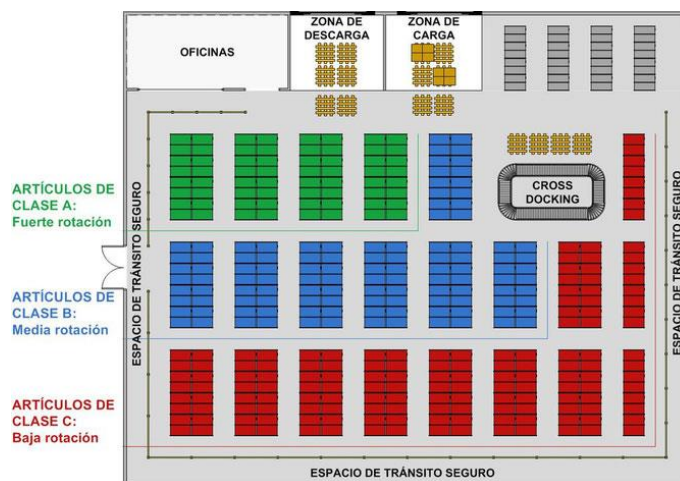 OFICINAS
ZONA DE
DESCARGA
ZONA DE
CARGA
ARTÍCULOS DE
CLASE A:
Fuerte rotación
CROSS
DOCKING
ESPACIO DE TRÁNSITO SEGURO
ESPACIO DE TRÁNSITO SEGURO
ARTÍCULOS DE
CLASE B:
Media rotación
ARTÍCULOS DE
CLASE C:
Baja rotación
ESPACIO DE TRÁNSITO SEGURO